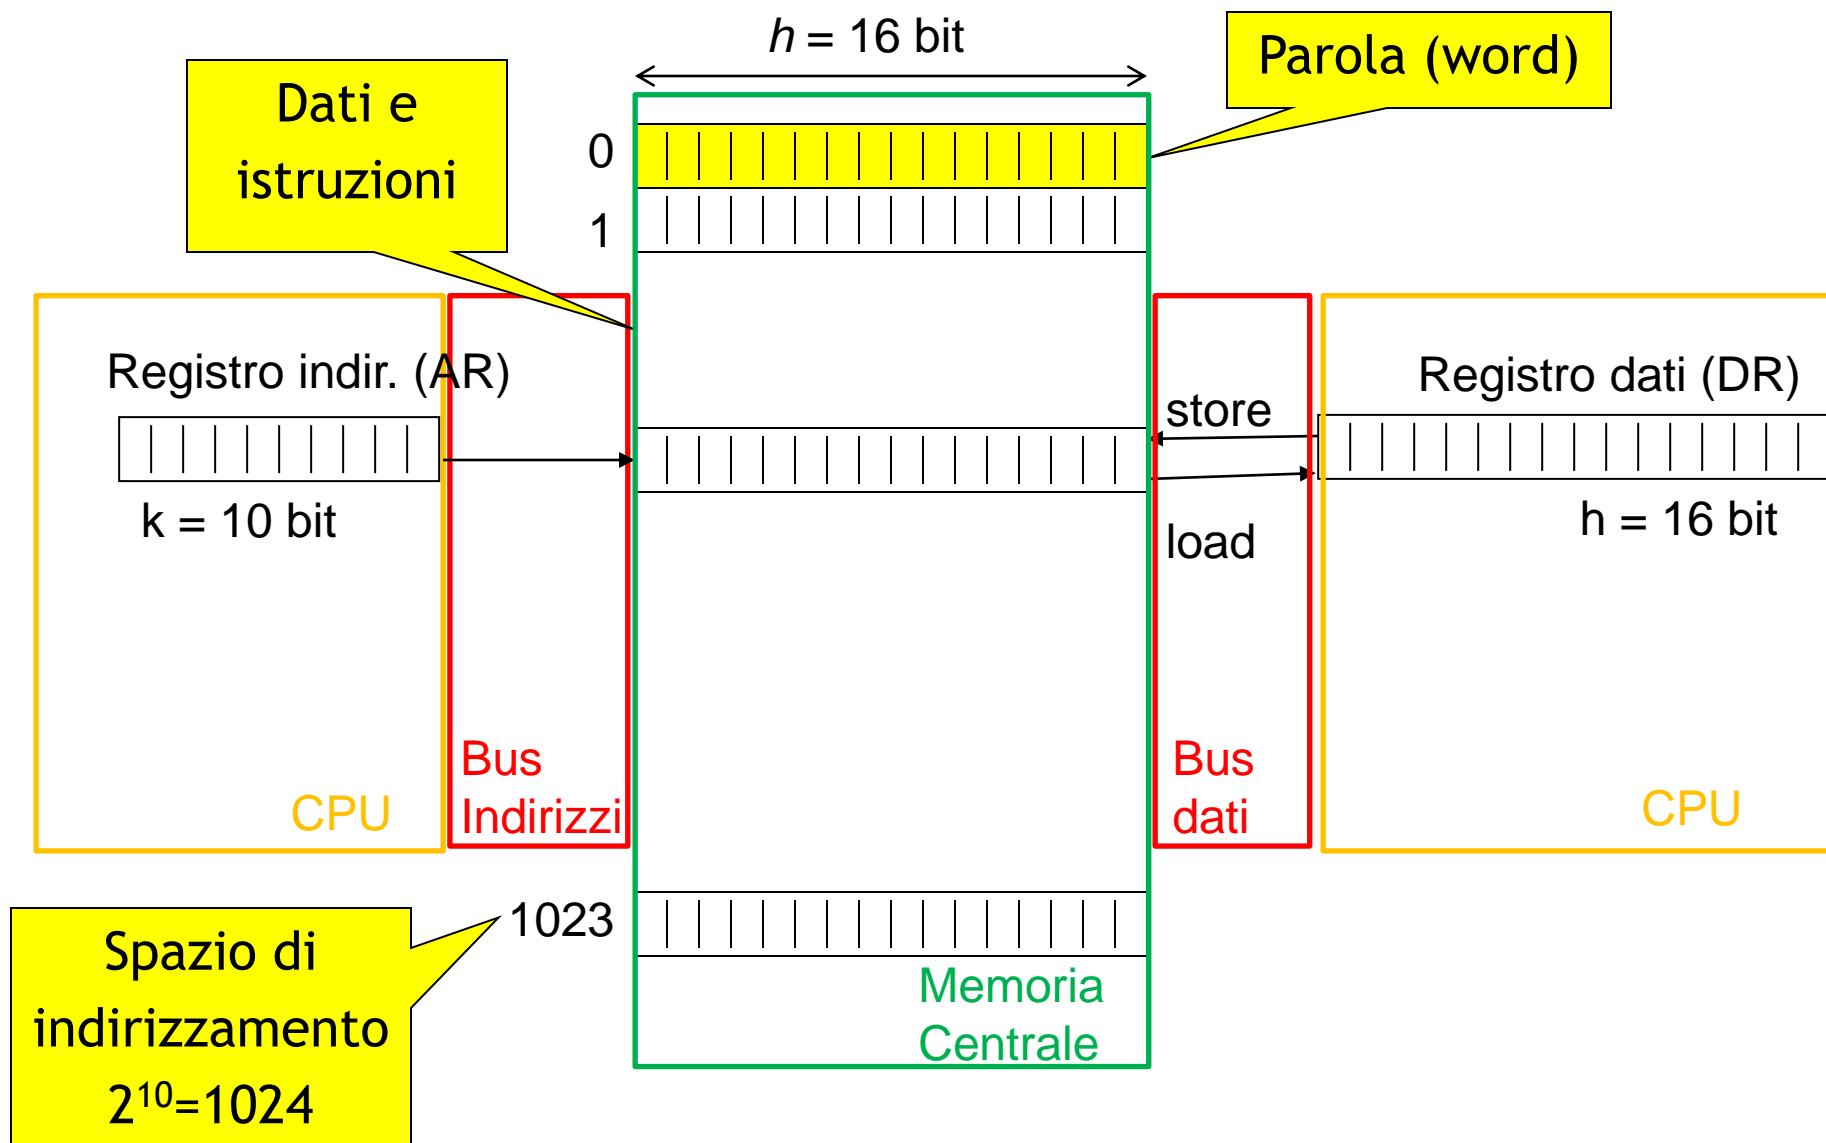 h = 16 bit
Parola (word)
Dati e
istruzioni
0
1
Registro indir. (AR)
k = 10 bit
store
load
Registro dati (DR)
h = 16 bit
CPU
Bus
Indirizzi
Bus
dati
CPU
1023
Spazio di
indirizzamento
2¹⁰=1024
Memoria
Centrale